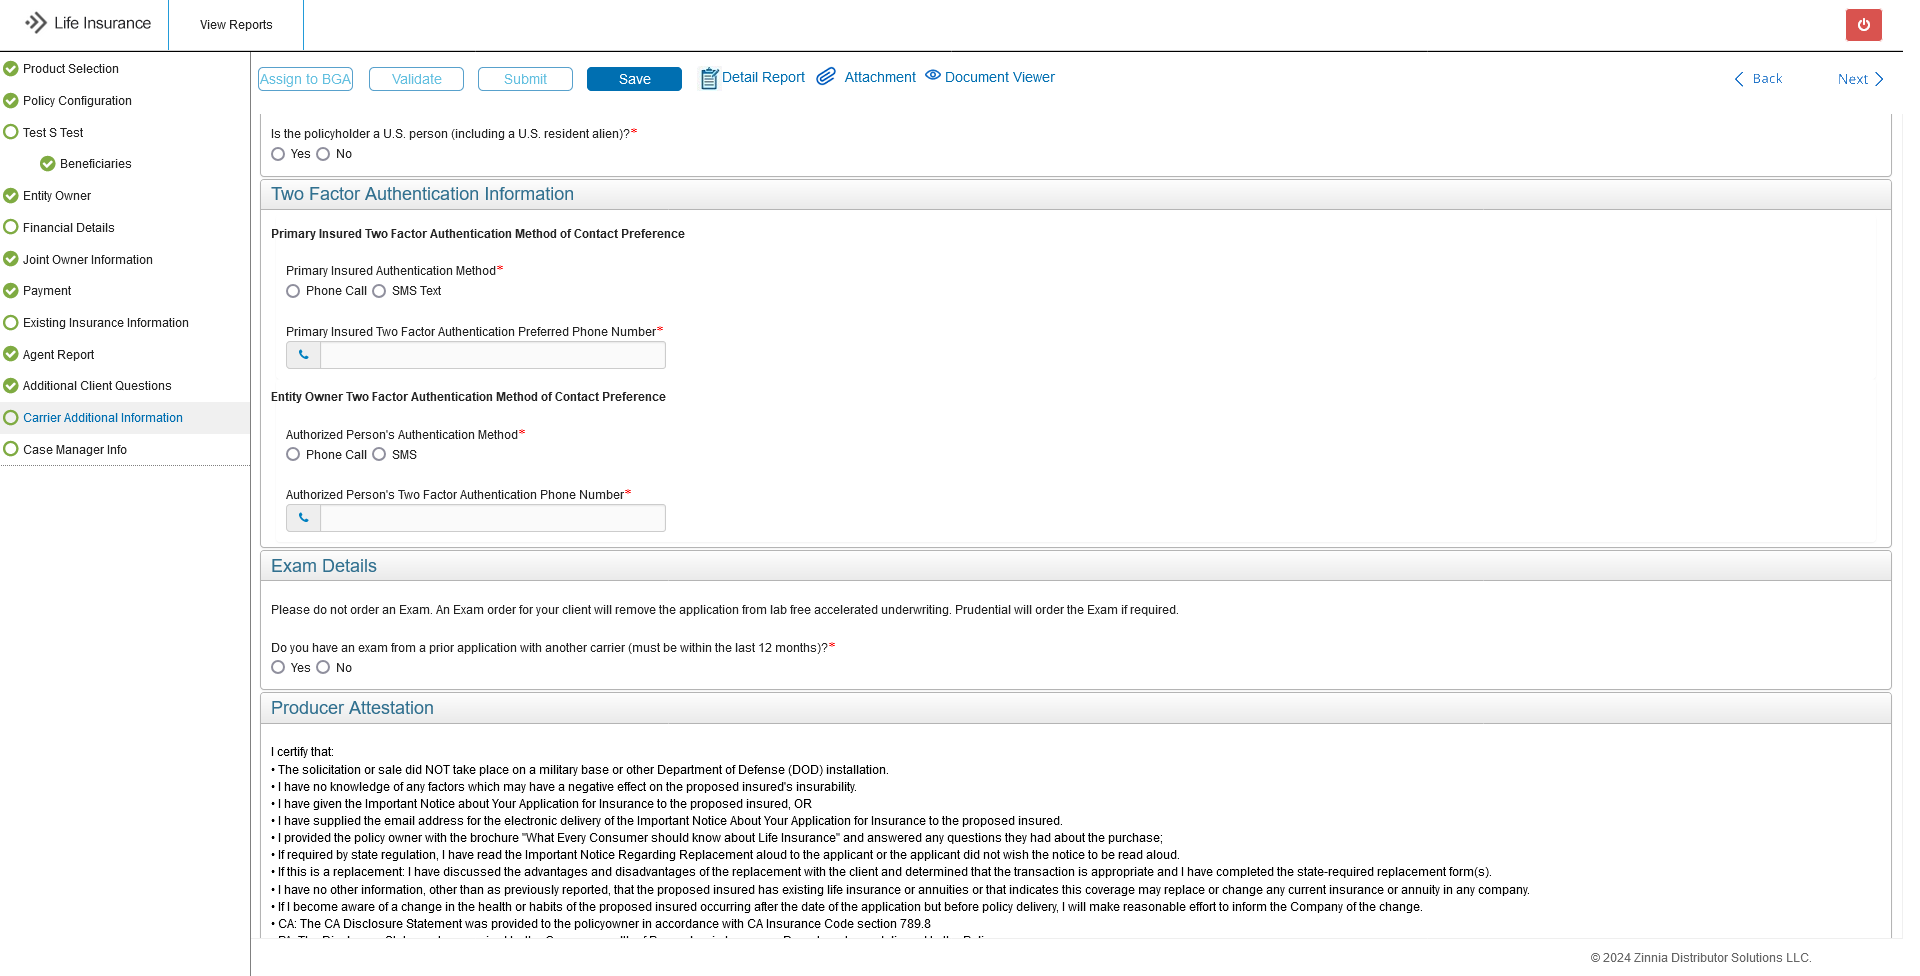 Life Insurance
View Reports
Product Selection
Policy Configuration
Test S Test
Beneficiaries
Entity Owner
Financial Details
Joint Owner Information
Payment
Existing Insurance Information
Agent Report
Additional Client Questions
Carrier Additional Information
Case Manager Info
Assign to BGA
Validate
Submit
Save
Detail Report
Attachment
Document Viewer
Back
Next
Is the policyholder a U.S. person (including a U.S. resident alien)?*
Yes No
Two Factor Authentication Information
Primary Insured Two Factor Authentication Method of Contact Preference
Primary Insured Authentication Method*
Phone Call SMS Text
Primary Insured Two Factor Authentication Preferred Phone Number*
Entity Owner Two Factor Authentication Method of Contact Preference
Authorized Person's Authentication Method*
Phone Call SMS
Authorized Person's Two Factor Authentication Phone Number*
Exam Details
Please do not order an Exam. An Exam order for your client will remove the application from lab free accelerated underwriting. Prudential will order the Exam if required.
Do you have an exam from a prior application with another carrier (must be within the last 12 months)?*
Yes No
Producer Attestation
I certify that:
• The solicitation or sale did NOT take place on a military base or other Department of Defense (DOD) installation.
• I have no knowledge of any factors which may have a negative effect on the proposed insured's insurability.
• I have given the Important Notice about Your Application for Insurance to the proposed insured, OR
• I have supplied the email address for the electronic delivery of the Important Notice About Your Application for Insurance to the proposed insured.
• I provided the policy owner with the brochure "What Every Consumer should know about Life Insurance" and answered any questions they had about the purchase;
• If required by state regulation, I have read the Important Notice Regarding Replacement aloud to the applicant or the applicant did not wish the notice to be read aloud.
• If this is a replacement: I have discussed the advantages and disadvantages of the replacement with the client and determined that the transaction is appropriate and I have completed the state-required replacement form(s).
• I have no other information, other than as previously reported, that the proposed insured has existing life insurance or annuities or that indicates this coverage may replace or change any current insurance or annuity in any company.
• If I become aware of a change in the health or habits of the proposed insured occurring after the date of the application but before policy delivery, I will make reasonable effort to inform the Company of the change.
• CA: The CA Disclosure Statement was provided to the policyowner in accordance with CA Insurance Code section 789.8
© 2024 Zinnia Distributor Solutions LLC.